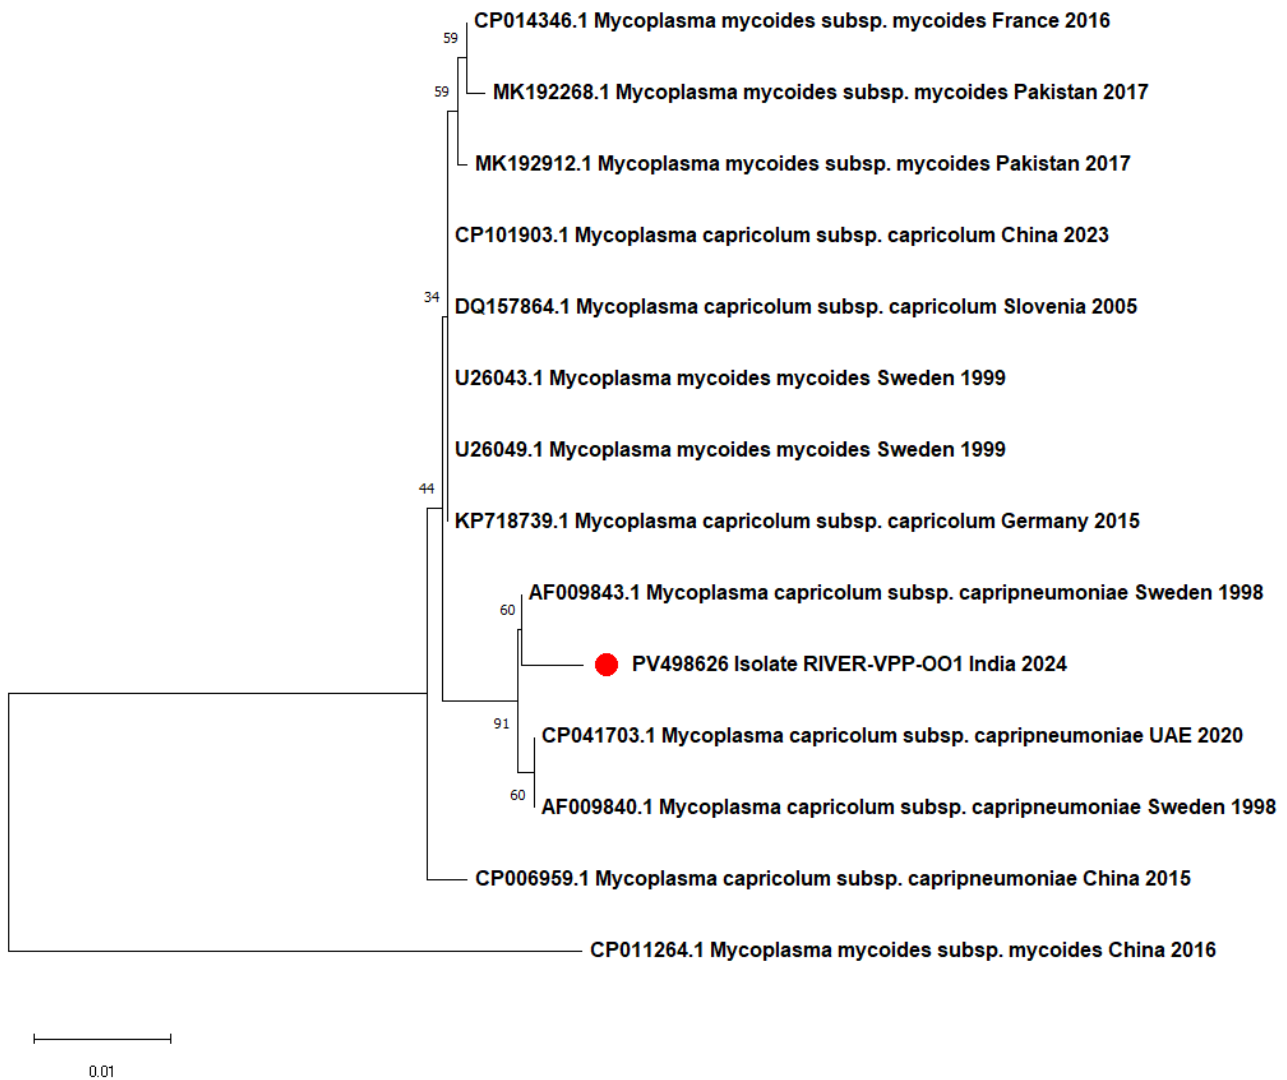 CP014346.1 Mycoplasma mycoides subsp. mycoides France 2016
59
59
MK192268.1 Mycoplasma mycoides subsp. mycoides Pakistan 2017
MK192912.1 Mycoplasma mycoides subsp. mycoides Pakistan 2017
CP101903.1 Mycoplasma capricolum subsp. capricolum China 2023
34
DQ157864.1 Mycoplasma capricolum subsp. capricolum Slovenia 2005
U26043.1 Mycoplasma mycoides mycoides Sweden 1999
U26049.1 Mycoplasma mycoides mycoides Sweden 1999
44
KP718739.1 Mycoplasma capricolum subsp. capricolum Germany 2015
AF009843.1 Mycoplasma capricolum subsp. capripneumoniae Sweden 1998
60
PV498626 Isolate RIVER-VPP-OO1 India 2024
91
CP041703.1 Mycoplasma capricolum subsp. capripneumoniae UAE 2020
60
AF009840.1 Mycoplasma capricolum subsp. capripneumoniae Sweden 1998
CP006959.1 Mycoplasma capricolum subsp. capripneumoniae China 2015
CP011264.1 Mycoplasma mycoides subsp. mycoides China 2016
0.01